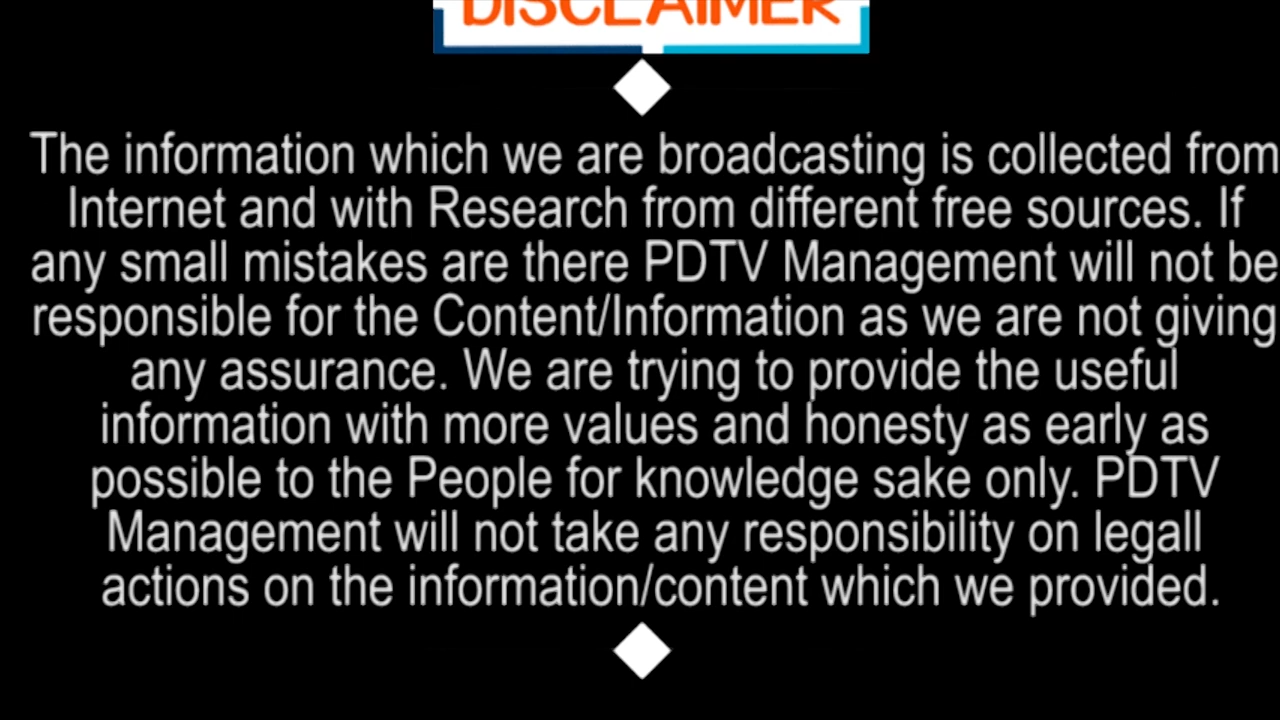 DISCLAIMER
The information which we are broadcasting is collected from
Internet and with Research from different free sources. If
any small mistakes are there PDTV Management will not be
responsible for the Content/Information as we are not giving
any assurance. We are trying to provide the useful
information with more values and honesty as early as
possible to the People for knowledge sake only. PDTV
Management will not take any responsibility on legall
actions on the information/content which we provided.